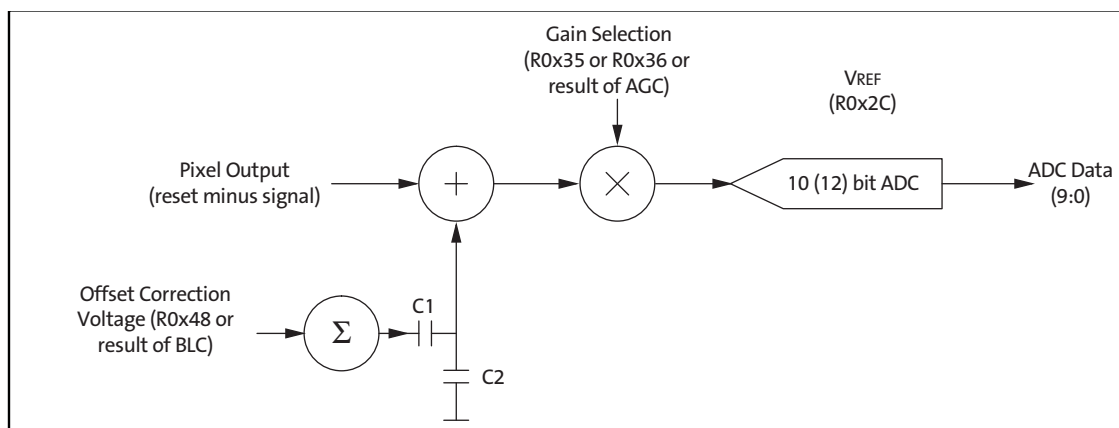 Gain Selection
(R0x35 or R0x36 or
result of AGC)
VREF
(R0x2C)
Pixel Output
(reset minus signal)
+
×
10 (12) bit ADC
ADC Data
(9:0)
Offset Correction
Voltage (R0x48 or
result of BLC)
Σ
C1
C2